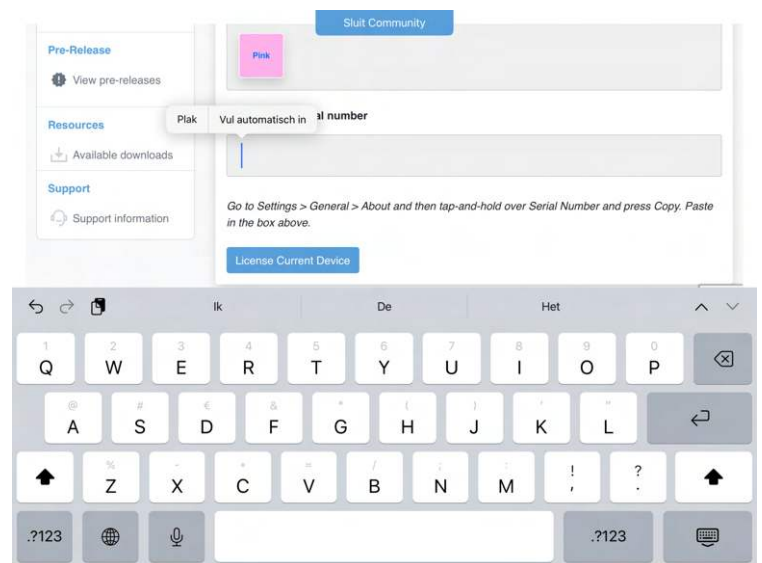 Sluit Community
Pre-Release
View pre-releases
Pink
Resources
Plak
Vul automatisch in
number
Available downloads
Support
Support information
Go to Settings > General > About and then tap-and-hold over Serial Number and press Copy. Paste
in the box above.
License Current Device
Ik
De
Het
1 2 3 4 5 6 7 8 9 0
Q W E R T Y U I O P
@ # € & * ( ) ' "
A S D F G H J K L
% - + = / ; : ! ?
Z X C V B N M , .
.?123
.?123